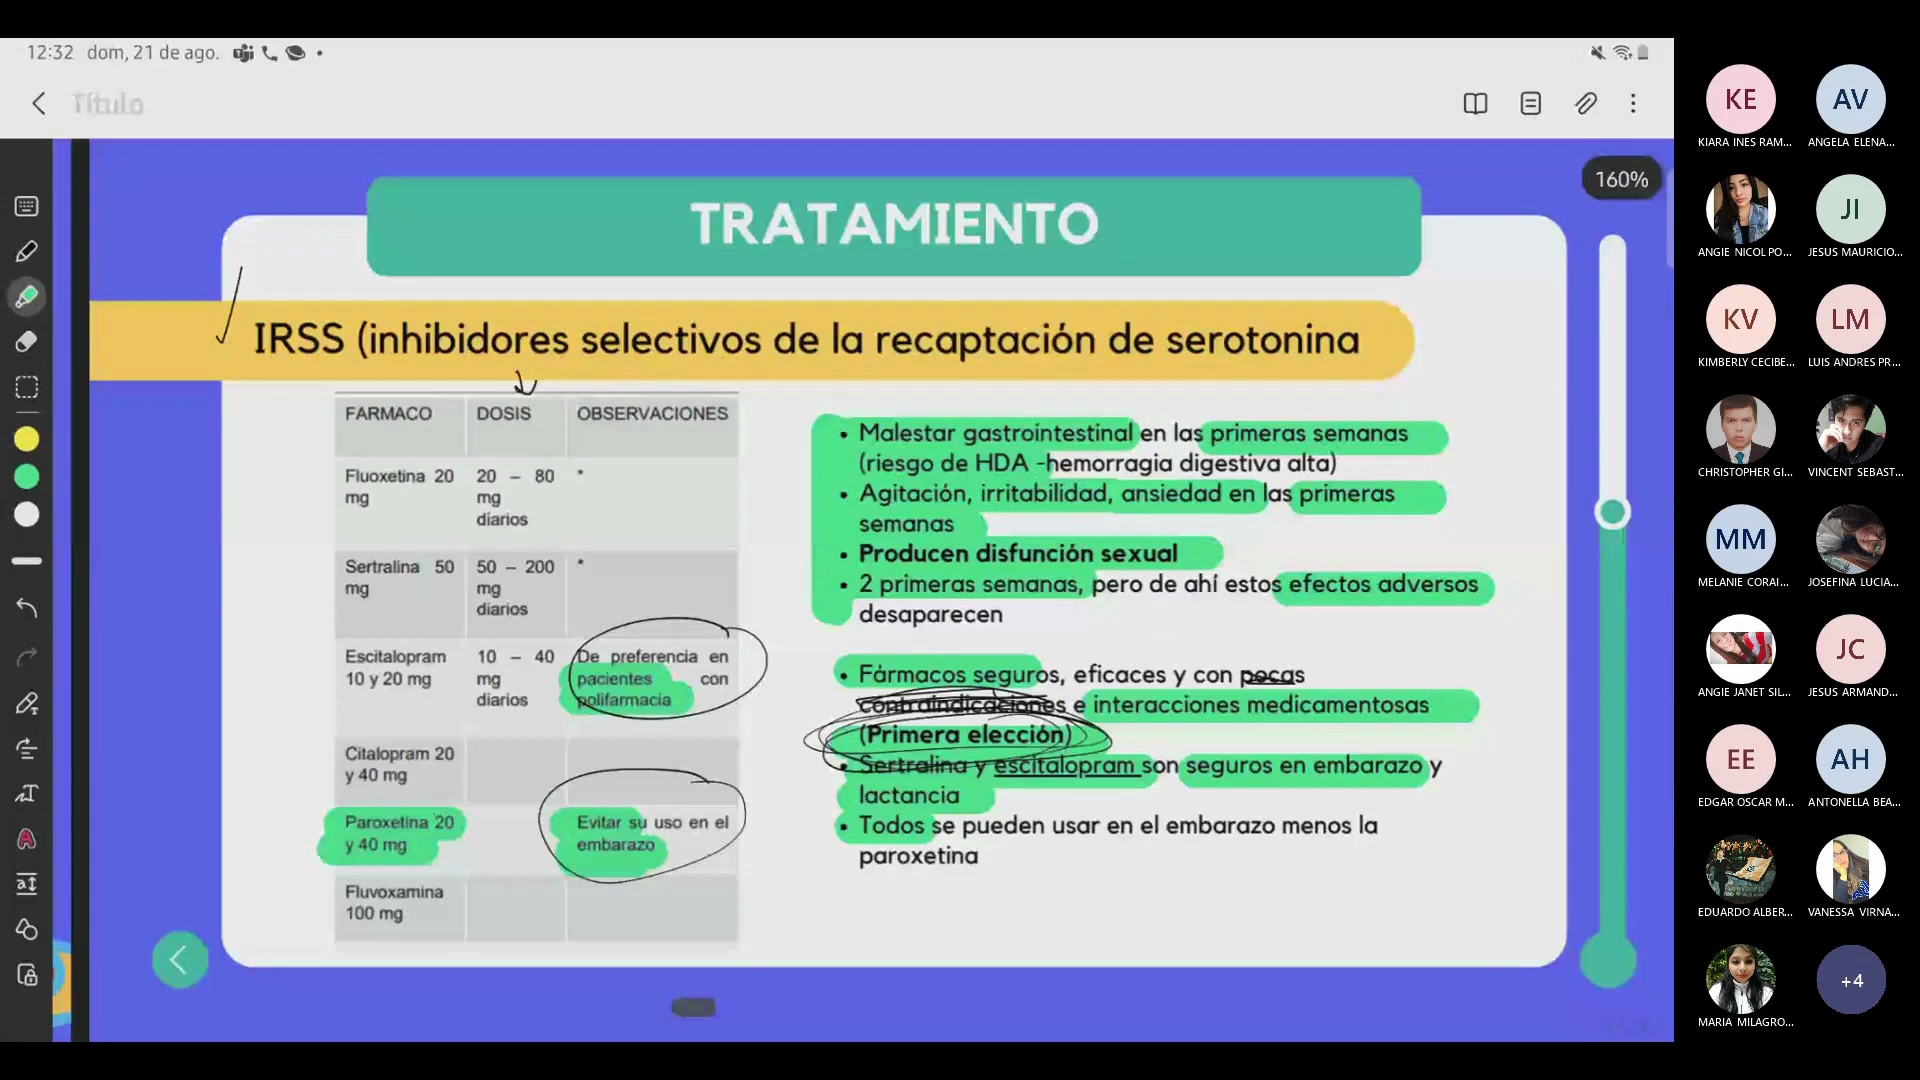 12:32 dom, 21 de ago.
Título
160%
TRATAMIENTO
IRSS (inhibidores selectivos de la recaptación de serotonina
FARMACO DOSIS OBSERVACIONES
Fluoxetina 20 mg
20 – 80 mg diarios
*
Sertralina 50 mg
50 – 200 mg diarios
*
Escitalopram 10 y 20 mg
10 – 40 mg diarios
De preferencia en pacientes con polifarmacia
Citalopram 20 y 40 mg
Paroxetina 20 y 40 mg
Evitar su uso en el embarazo
Fluvoxamina 100 mg
• Malestar gastrointestinal en las primeras semanas
(riesgo de HDA -hemorragia digestiva alta)
• Agitación, irritabilidad, ansiedad en las primeras
semanas
• Producen disfunción sexual
• 2 primeras semanas, pero de ahí estos efectos adversos
desaparecen
• Fármacos seguros, eficaces y con pocas
contraindicaciones e interacciones medicamentosas
(Primera elección)
• Sertralina y escitalopram son seguros en embarazo y
lactancia
• Todos se pueden usar en el embarazo menos la
paroxetina
KE AV
KIARA INES RAM... ANGELA ELENA...
JI
ANGIE NICOL PO... JESUS MAURICIO...
KV LM
KIMBERLY CECIBE... LUIS ANDRES PR...
CHRISTOPHER GI... VINCENT SEBAST...
MM
MELANIE CORAI... JOSEFINA LUCIA...
JC
ANGIE JANET SIL... JESUS ARMAND...
EE AH
EDGAR OSCAR M... ANTONELLA BEA...
EDUARDO ALBER... VANESSA VIRNA...
+4
MARIA MILAGRO...